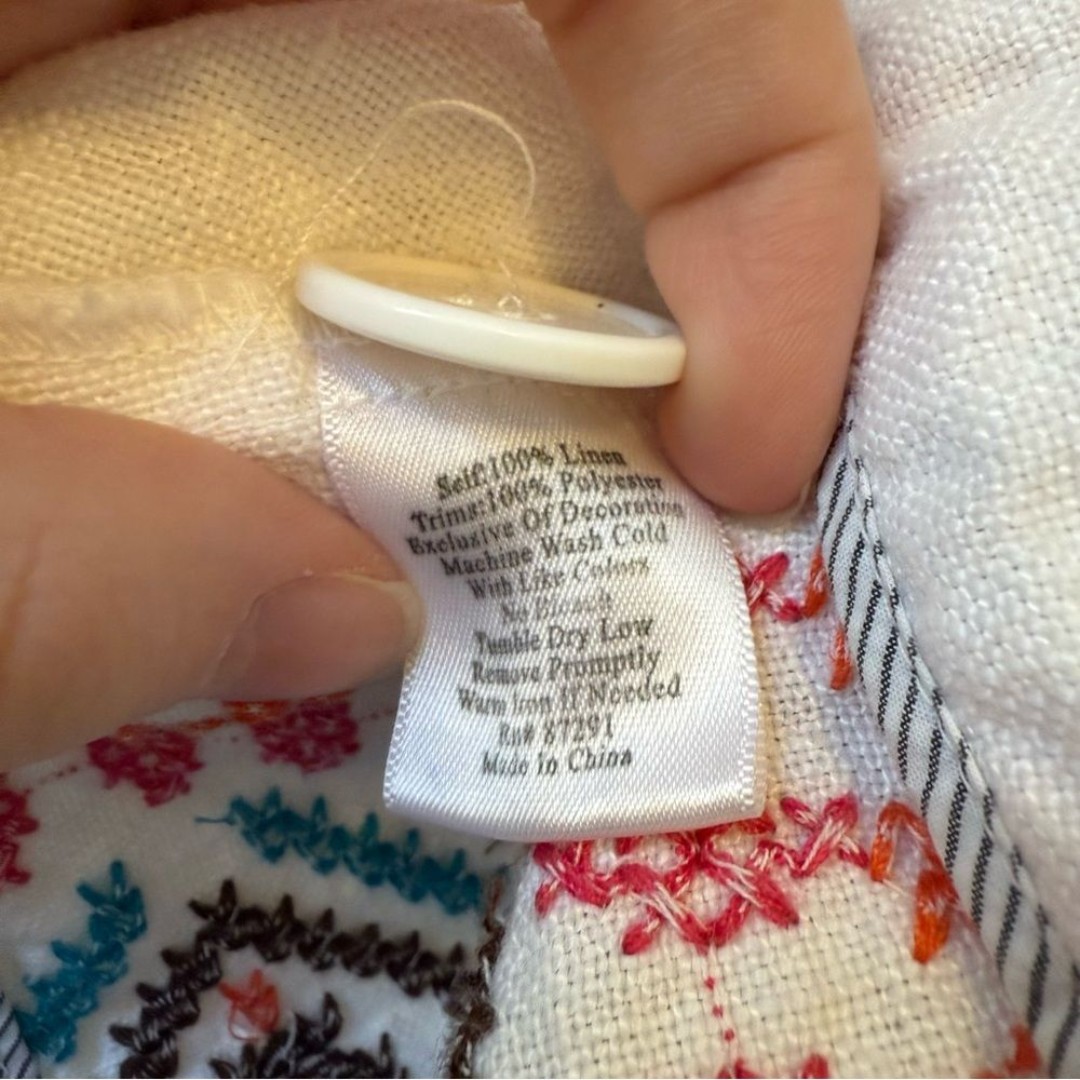 Self:100% Linen
Trims:100% Polyester
Exclusive Of Decoration
Machine Wash Cold
With Like Colors
No Bleach
Tumble Dry Low
Remove Promptly
Warm Iron If Needed
Rn# 87291
Made in China